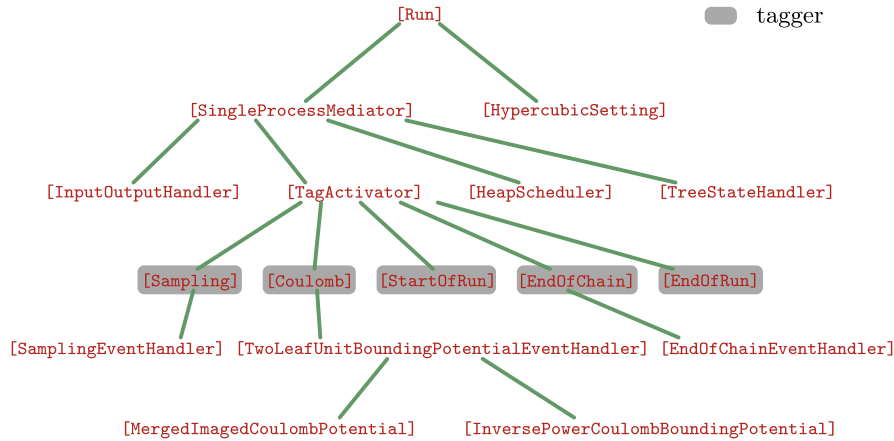 [Run] tagger
[SingleProcessMediator] [HypercubicSetting]
[InputOutputHandler] [TagActivator] [HeapScheduler] [TreeStateHandler]
[Sampling] [Coulomb] [StartOfRun] [EndOfChain] [EndOfRun]
[SamplingEventHandler] [TwoLeafUnitBoundingPotentialEventHandler] [EndOfChainEventHandler]
[MergedImagedCoulombPotential] [InversePowerCoulombBoundingPotential]